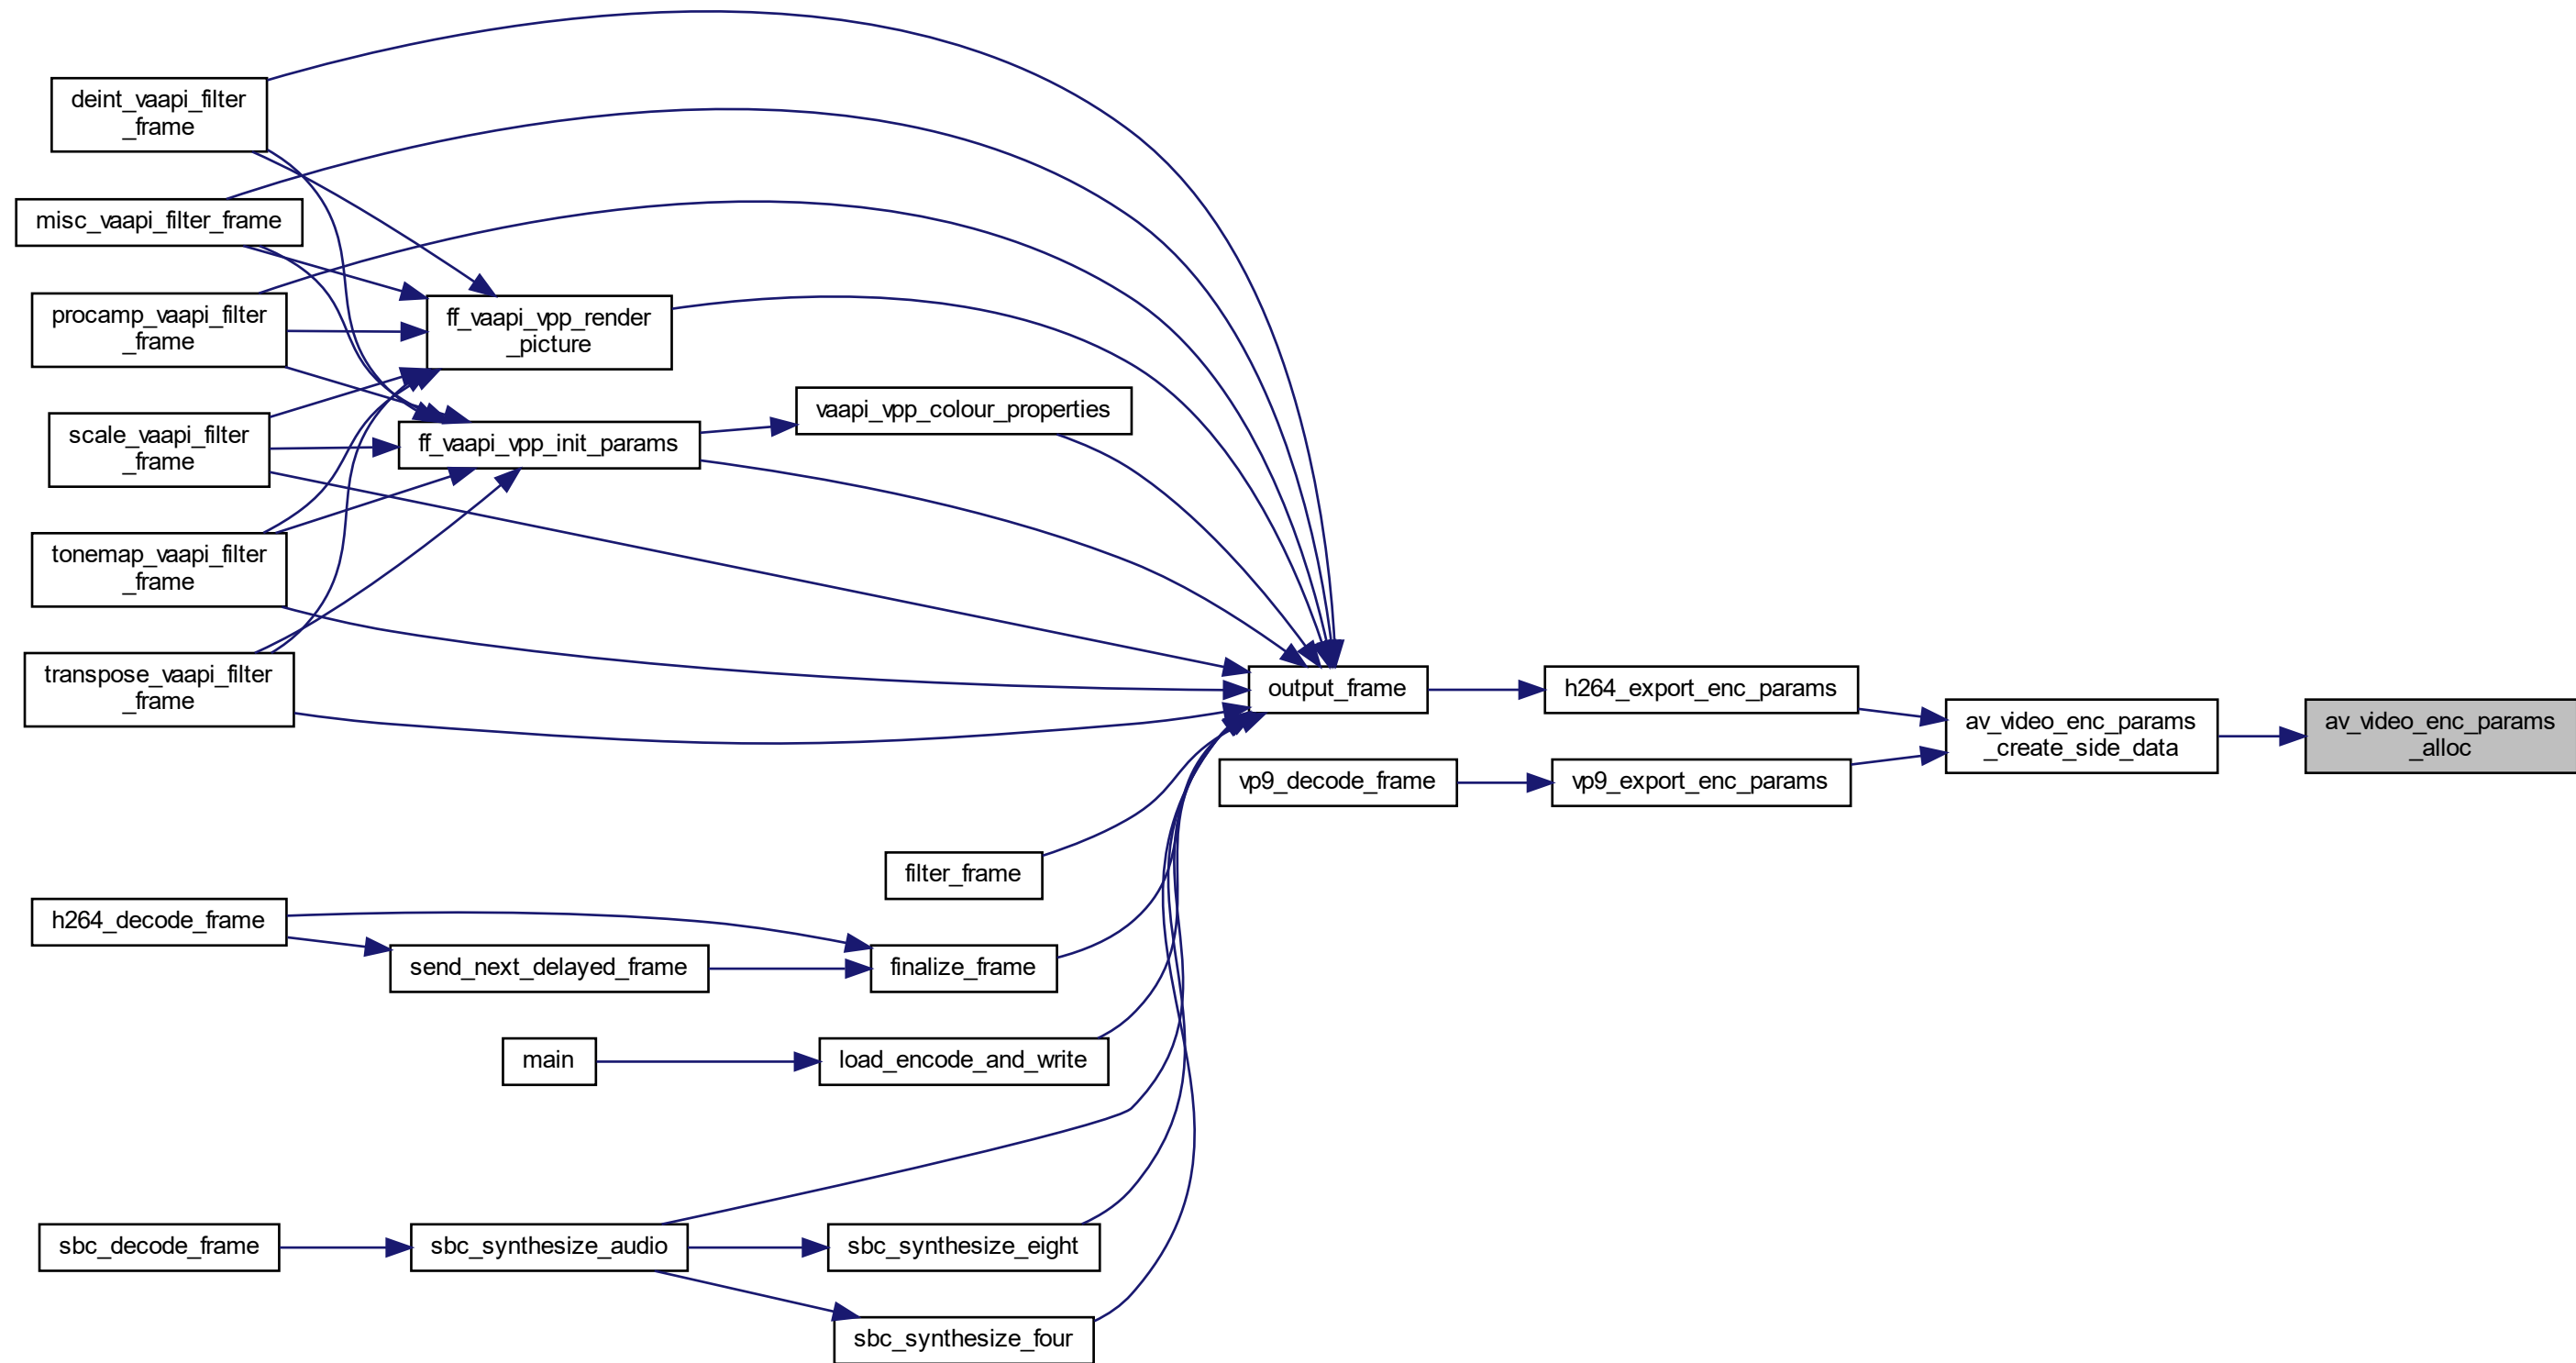 deint_vaapi_filter
_frame
misc_vaapi_filter_frame
procamp_vaapi_filter
_frame
ff_vaapi_vpp_render
_picture
vaapi_vpp_colour_properties
scale_vaapi_filter
_frame
ff_vaapi_vpp_init_params
tonemap_vaapi_filter
_frame
transpose_vaapi_filter
_frame
output_frame
h264_export_enc_params
av_video_enc_params
_create_side_data
av_video_enc_params
_alloc
vp9_decode_frame
vp9_export_enc_params
filter_frame
h264_decode_frame
send_next_delayed_frame
finalize_frame
main
load_encode_and_write
sbc_decode_frame
sbc_synthesize_audio
sbc_synthesize_eight
sbc_synthesize_four